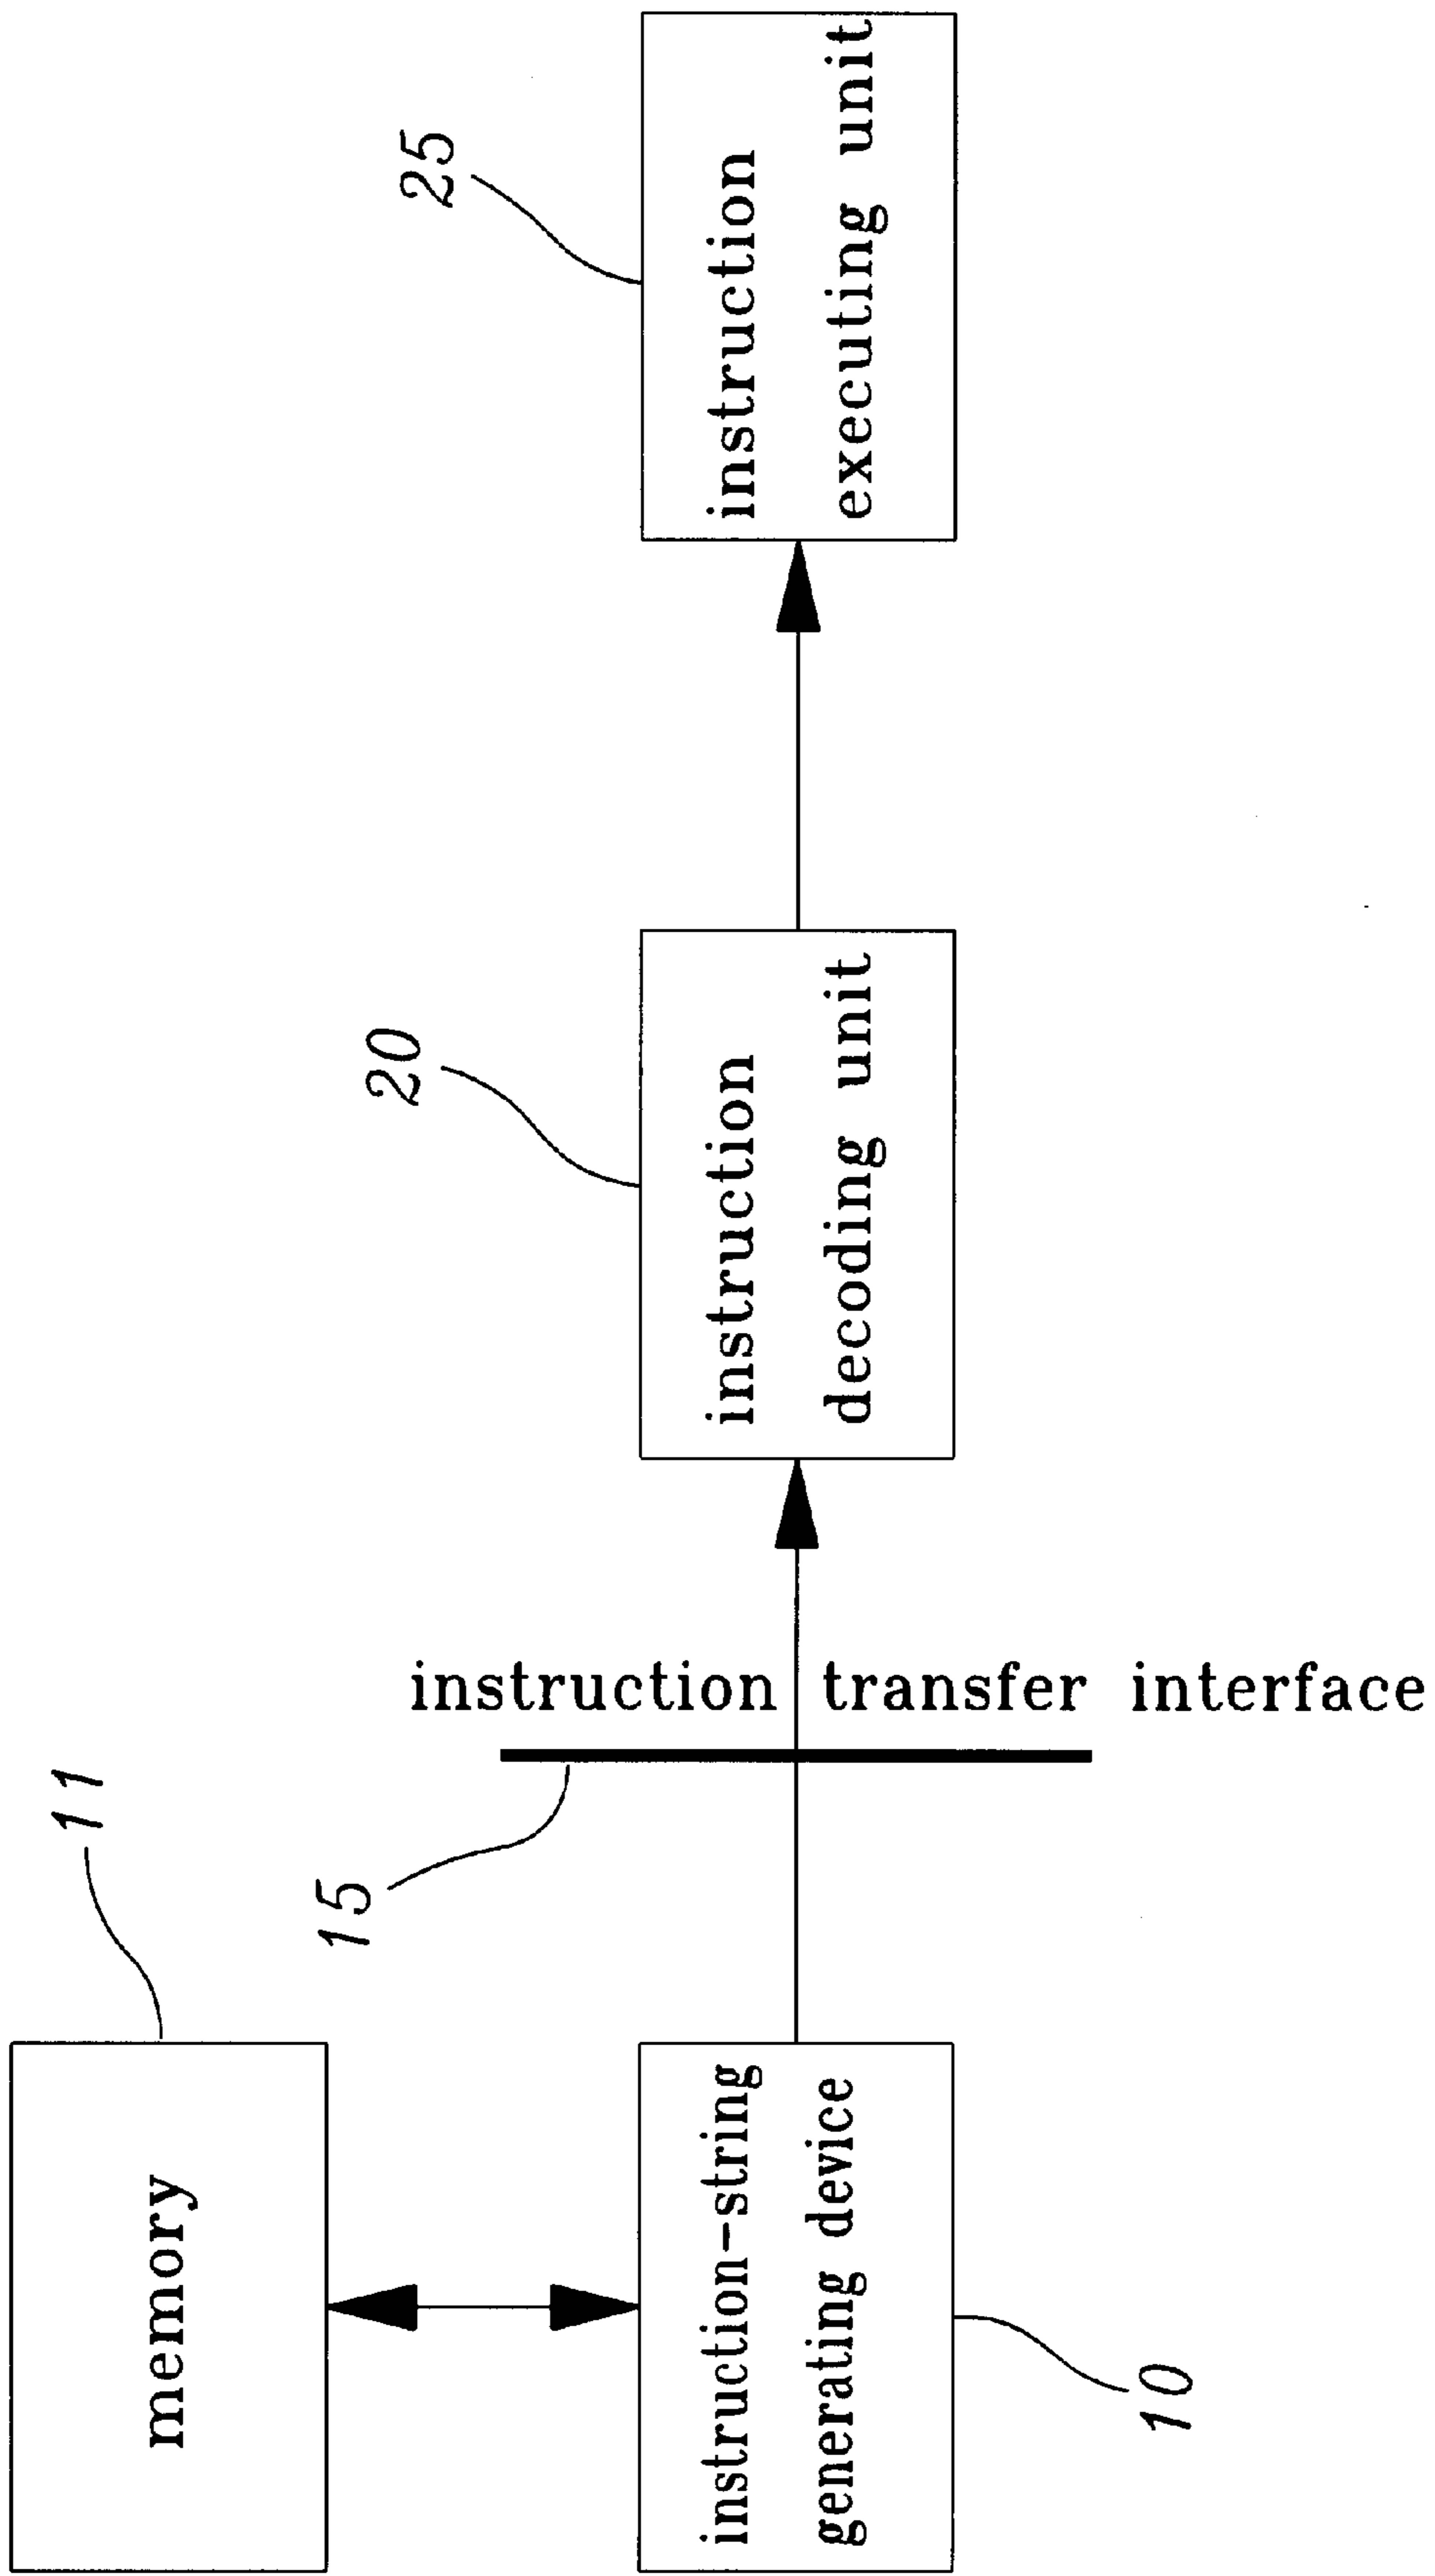 11
memory
15
instruction transfer interface
20
25
instruction-string
generating device
instruction
decoding unit
instruction
executing unit
10